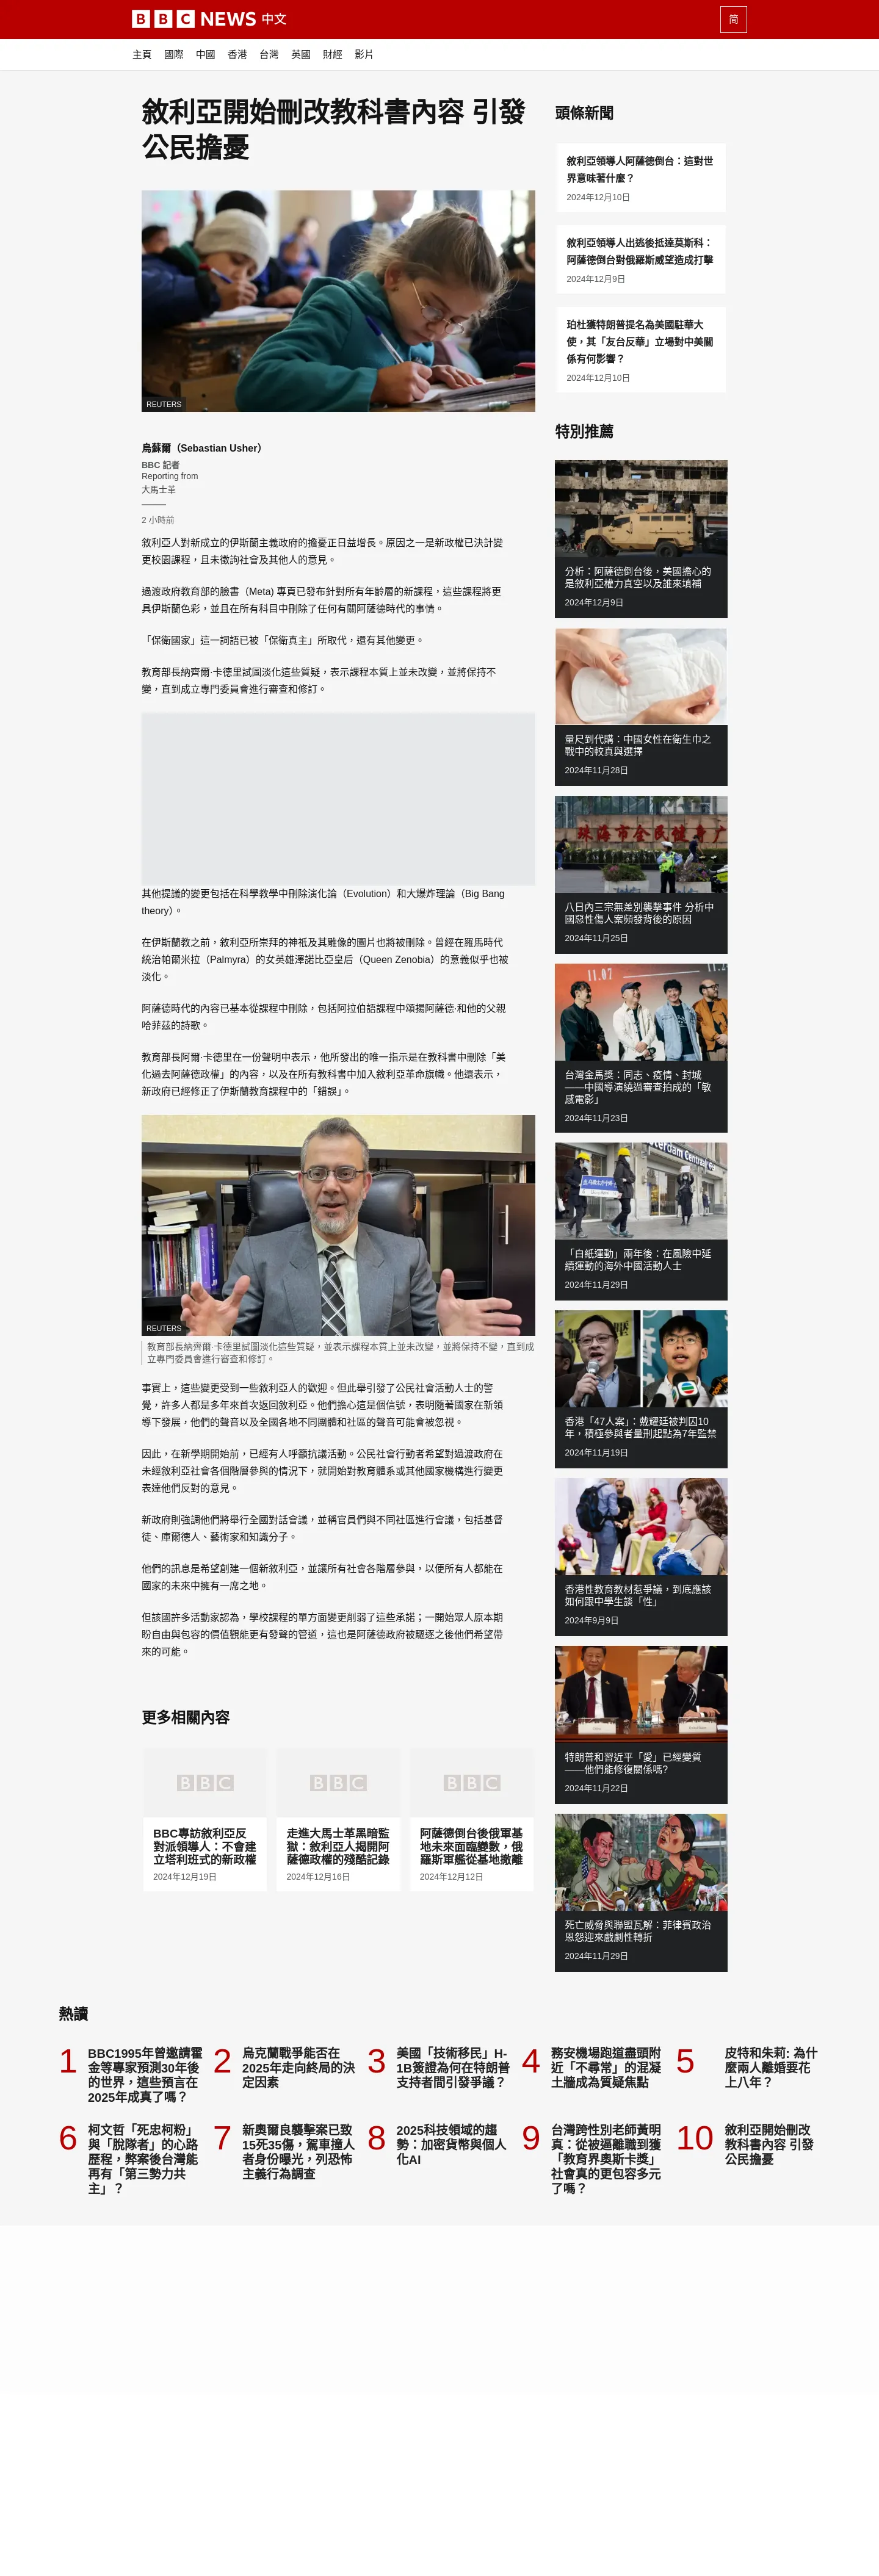 BBC NEWS 中文
简
主頁 國際 中國 香港 台灣 英國 財經 影片
敘利亞開始刪改教科書內容 引發
公民擔憂
REUTERS
烏蘇爾（Sebastian Usher）
BBC 記者
Reporting from
大馬士革
2 小時前
敘利亞人對新成立的伊斯蘭主義政府的擔憂正日益增長。原因之一是新政權已決計變
更校園課程，且未徵詢社會及其他人的意見。
過渡政府教育部的臉書（Meta) 專頁已發布針對所有年齡層的新課程，這些課程將更
具伊斯蘭色彩，並且在所有科目中刪除了任何有關阿薩德時代的事情。
「保衛國家」這一詞語已被「保衛真主」所取代，還有其他變更。
教育部長納齊爾·卡德里試圖淡化這些質疑，表示課程本質上並未改變，並將保持不
變，直到成立專門委員會進行審查和修訂。
其他提議的變更包括在科學教學中刪除演化論（Evolution）和大爆炸理論（Big Bang
theory）。
在伊斯蘭教之前，敘利亞所崇拜的神祇及其雕像的圖片也將被刪除。曾經在羅馬時代
統治帕爾米拉（Palmyra）的女英雄澤諾比亞皇后（Queen Zenobia）的意義似乎也被
淡化。
阿薩德時代的內容已基本從課程中刪除，包括阿拉伯語課程中頌揚阿薩德·和他的父親
哈菲茲的詩歌。
教育部長阿爾·卡德里在一份聲明中表示，他所發出的唯一指示是在教科書中刪除「美
化過去阿薩德政權」的內容，以及在所有教科書中加入敘利亞革命旗幟。他還表示，
新政府已經修正了伊斯蘭教育課程中的「錯誤」。
REUTERS
教育部長納齊爾·卡德里試圖淡化這些質疑，並表示課程本質上並未改變，並將保持不變，直到成
立專門委員會進行審查和修訂。
事實上，這些變更受到一些敘利亞人的歡迎。但此舉引發了公民社會活動人士的警
覺，許多人都是多年來首次返回敘利亞。他們擔心這是個信號，表明隨著國家在新領
導下發展，他們的聲音以及全國各地不同團體和社區的聲音可能會被忽視。
因此，在新學期開始前，已經有人呼籲抗議活動。公民社會行動者希望對過渡政府在
未經敘利亞社會各個階層參與的情況下，就開始對教育體系或其他國家機構進行變更
表達他們反對的意見。
新政府則強調他們將舉行全國對話會議，並稱官員們與不同社區進行會議，包括基督
徒、庫爾德人、藝術家和知識分子。
他們的訊息是希望創建一個新敘利亞，並讓所有社會各階層參與，以便所有人都能在
國家的未來中擁有一席之地。
但該國許多活動家認為，學校課程的單方面變更削弱了這些承諾；一開始眾人原本期
盼自由與包容的價值觀能更有發聲的管道，這也是阿薩德政府被驅逐之後他們希望帶
來的可能。
更多相關內容
BBC
BBC專訪敘利亞反
對派領導人：不會建
立塔利班式的新政權
2024年12月19日
BBC
走進大馬士革黑暗監
獄：敘利亞人揭開阿
薩德政權的殘酷記錄
2024年12月16日
BBC
阿薩德倒台後俄軍基
地未來面臨變數，俄
羅斯軍艦從基地撤離
2024年12月12日
頭條新聞
敘利亞領導人阿薩德倒台：這對世
界意味著什麼？
2024年12月10日
敘利亞領導人出逃後抵達莫斯科：
阿薩德倒台對俄羅斯威望造成打擊
2024年12月9日
珀杜獲特朗普提名為美國駐華大
使，其「友台反華」立場對中美關
係有何影響？
2024年12月10日
特別推薦
分析：阿薩德倒台後，美國擔心的
是敘利亞權力真空以及誰來填補
2024年12月9日
量尺到代購：中國女性在衛生巾之
戰中的較真與選擇
2024年11月28日
珠海市全民健身广
八日內三宗無差別襲擊事件 分析中
國惡性傷人案頻發背後的原因
2024年11月25日
11.07
台灣金馬獎：同志、疫情、封城
——中國導演繞過審查拍成的「敏
感電影」
2024年11月23日
「白紙運動」兩年後：在風險中延
續運動的海外中國活動人士
2024年11月29日
香港「47人案」：戴耀廷被判囚10
年，積極參與者量刑起點為7年監禁
2024年11月19日
香港性教育教材惹爭議，到底應該
如何跟中學生談「性」
2024年9月9日
特朗普和習近平「愛」已經變質
——他們能修復關係嗎?
2024年11月22日
死亡威脅與聯盟瓦解：菲律賓政治
恩怨迎來戲劇性轉折
2024年11月29日
熱讀
1
BBC1995年曾邀請霍
金等專家預測30年後
的世界，這些預言在
2025年成真了嗎？
2
烏克蘭戰爭能否在
2025年走向終局的決
定因素
3
美國「技術移民」H-
1B簽證為何在特朗普
支持者間引發爭議？
4
務安機場跑道盡頭附
近「不尋常」的混凝
土牆成為質疑焦點
5
皮特和朱莉: 為什
麼兩人離婚要花
上八年？
6
柯文哲「死忠柯粉」
與「脫隊者」的心路
歷程，弊案後台灣能
再有「第三勢力共
主」？
7
新奧爾良襲擊案已致
15死35傷，駕車撞人
者身份曝光，列恐怖
主義行為調查
8
2025科技領域的趨
勢：加密貨幣與個人
化AI
9
台灣跨性別老師黃明
真：從被逼離職到獲
「教育界奧斯卡獎」
社會真的更包容多元
了嗎？
10
敘利亞開始刪改
教科書內容 引發
公民擔憂